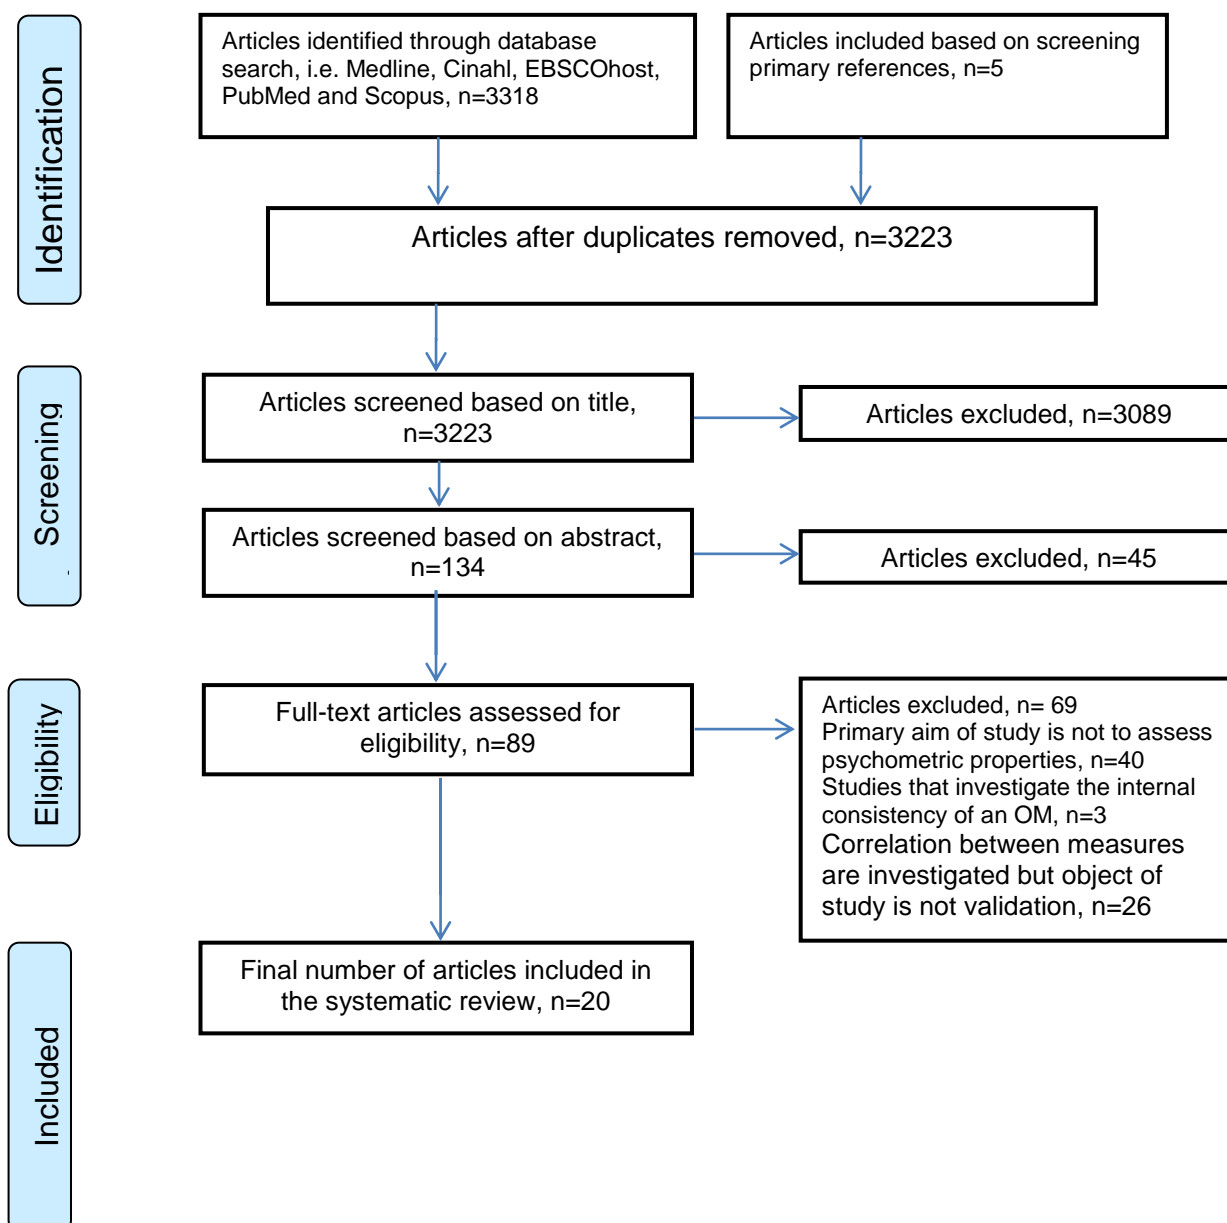 Identification
Articles identified through database
search, i.e. Medline, Cinahl, EBSCOhost,
PubMed and Scopus, n=3318
Articles included based on screening
primary references, n=5
Articles after duplicates removed, n=3223
Screening
Articles screened based on title,
n=3223
Articles excluded, n=3089
Articles screened based on abstract,
n=134
Articles excluded, n=45
Eligibility
Full-text articles assessed for
eligibility, n=89
Articles excluded, n= 69
Primary aim of study is not to assess
psychometric properties, n=40
Studies that investigate the internal
consistency of an OM, n=3
Correlation between measures
are investigated but object of
study is not validation, n=26
Included
Final number of articles included in
the systematic review, n=20